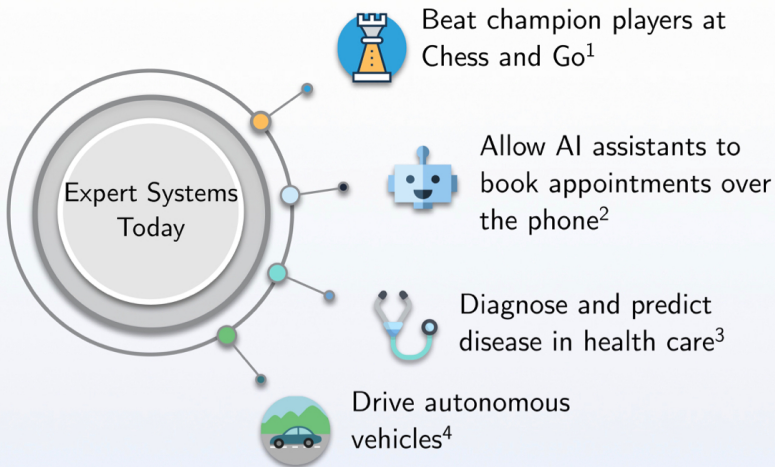 Beat champion players at
Chess and Go¹
Expert Systems
Today
Allow AI assistants to
book appointments over
the phone²
Diagnose and predict
disease in health care³
Drive autonomous
vehicles⁴